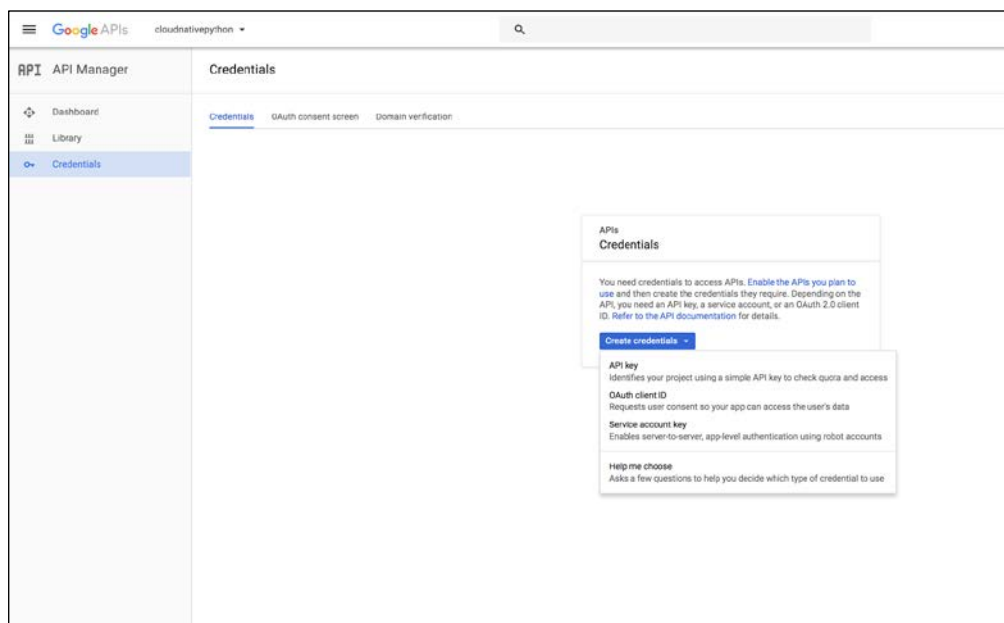 Google APIs
cloudnativepython
API API Manager
Credentials
Dashboard
Library
Credentials
Credentials OAuth consent screen Domain verification
APIs
Credentials
You need credentials to access APIs. Enable the APIs you plan to
use and then create the credentials they require. Depending on the
API, you need an API key, a service account, or an OAuth 2.0 client
ID. Refer to the API documentation for details.
Create credentials
API key
Identifies your project using a simple API key to check quora and access
OAuth client ID
Requests user consent so your app can access the user's data
Service account key
Enables server-to-server, app-level authentication using robot accounts
Help me choose
Asks a few questions to help you decide which type of credential to use